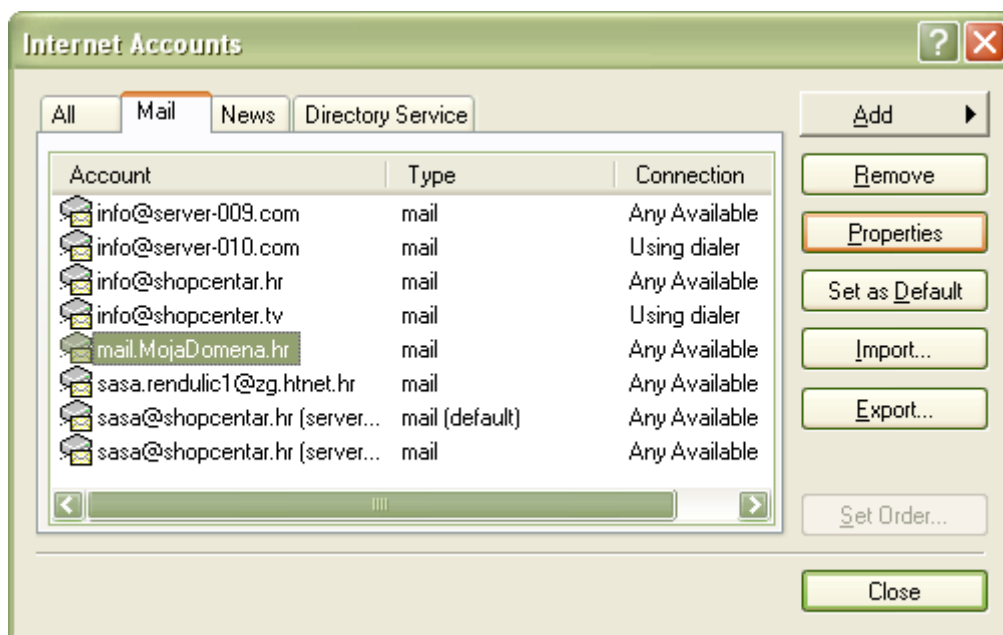 Internet Accounts
All Mail News Directory Service
Add
Account Type Connection
Remove
info@server-009.com mail Any Available
info@server-010.com mail Using dialer
Properties
info@shopcentar.hr mail Any Available
Set as Default
info@shopcenter.tv mail Using dialer
mail.MojaDomena.hr mail Any Available
Import...
sasa.rendulic1@zg.htnet.hr mail Any Available
sasa@shopcentar.hr (server... mail (default) Any Available
Export...
sasa@shopcentar.hr (server... mail Any Available
Set Order...
Close